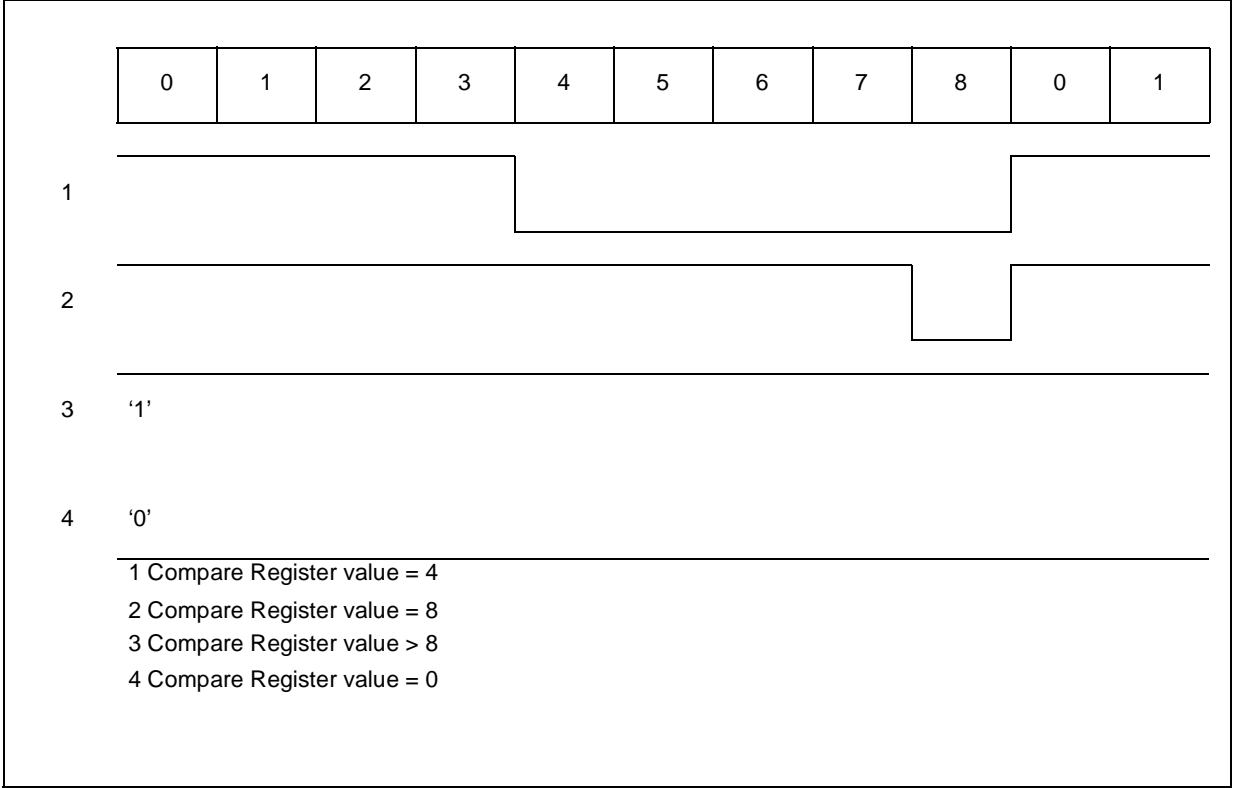 0 1 2 3 4 5 6 7 8 0 1
1
2
3 ‘1’
4 ‘0’
1 Compare Register value = 4
2 Compare Register value = 8
3 Compare Register value > 8
4 Compare Register value = 0